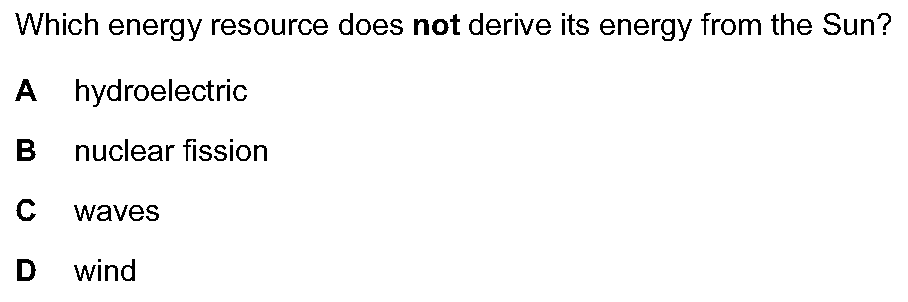 Which energy resource does not derive its energy from the Sun?
A hydroelectric
B nuclear fission
C waves
D wind